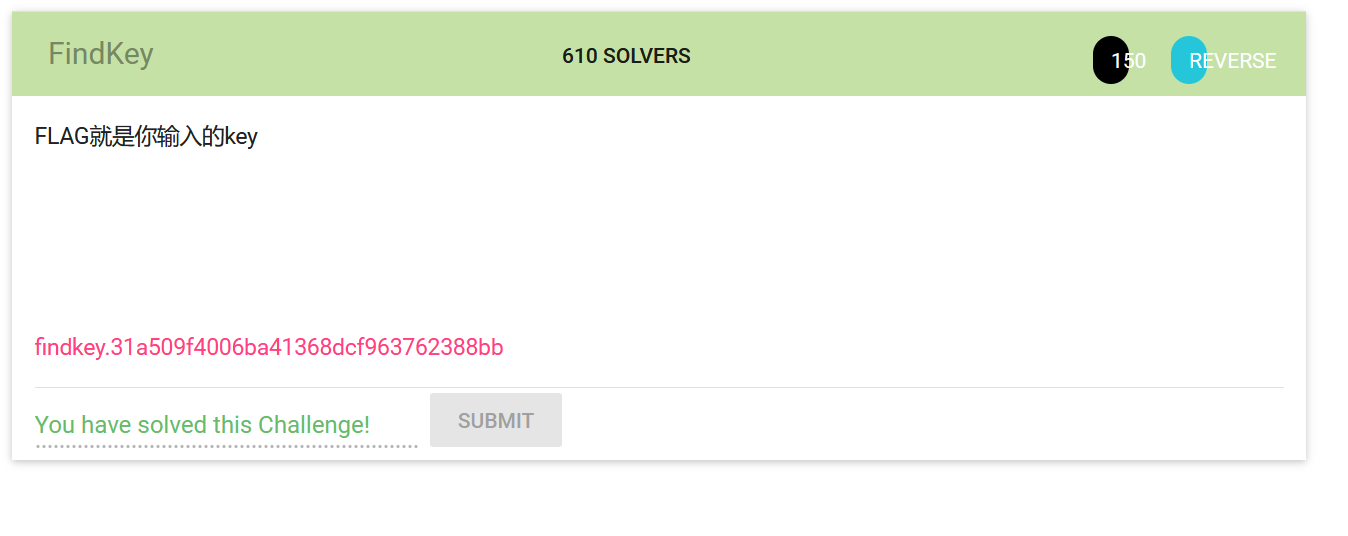 FindKey
610 SOLVERS
150
REVERSE
FLAG就是你输入的key
findkey.31a509f4006ba41368dcf963762388bb
You have solved this Challenge!
SUBMIT